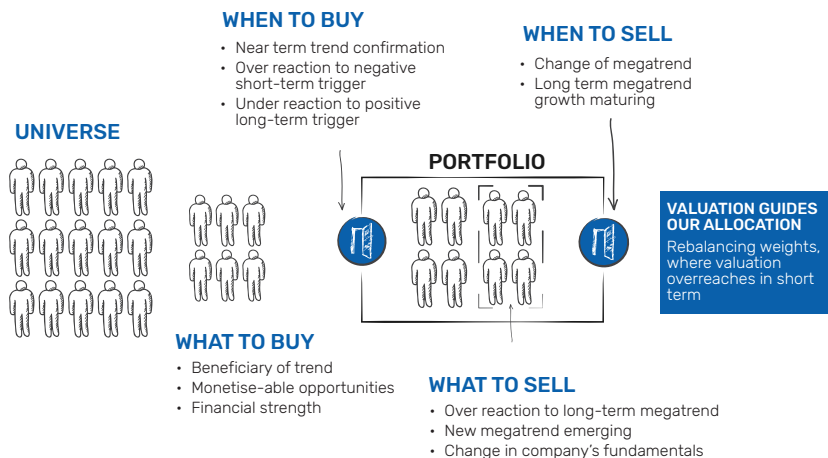 WHEN TO BUY
• Near term trend confirmation
• Over reaction to negative
short-term trigger
• Under reaction to positive
long-term trigger
WHEN TO SELL
• Change of megatrend
• Long term megatrend
growth maturing
UNIVERSE
PORTFOLIO
VALUATION GUIDES
OUR ALLOCATION
Rebalancing weights,
where valuation
overreaches in short
term
WHAT TO BUY
• Beneficiary of trend
• Monetise-able opportunities
• Financial strength
WHAT TO SELL
• Over reaction to long-term megatrend
• New megatrend emerging
• Change in company's fundamentals